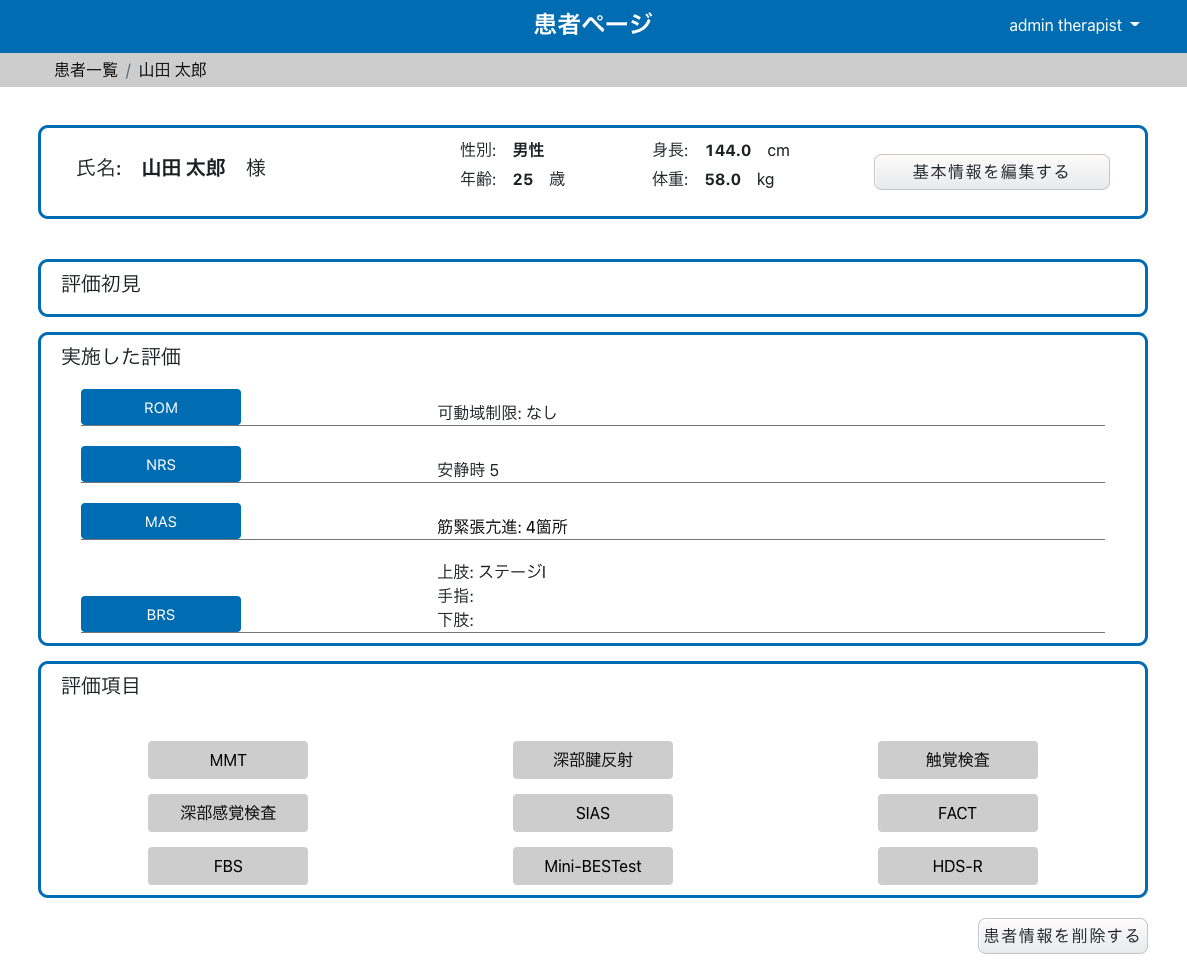 患者ページ
admin therapist
患者一覧 / 山田 太郎
氏名: 山田 太郎 様
性別: 男性
年齢: 25 歳
身長: 144.0 cm
体重: 58.0 kg
基本情報を編集する
評価初見
実施した評価
ROM 可動域制限: なし
NRS 安静時 5
MAS 筋緊張亢進: 4箇所
上肢: ステージI
手指:
BRS 下肢:
評価項目
MMT 深部腱反射 触覚検査
深部感覚検査 SIAS FACT
FBS Mini-BESTest HDS-R
患者情報を削除する